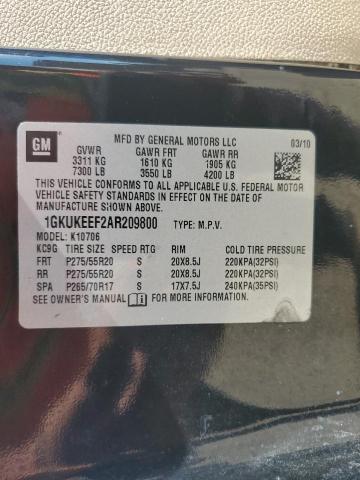 GM
MFD BY GENERAL MOTORS LLC 03/10
GVWR GAWR FRT GAWR RR
3311 KG 1610 KG 1905 KG
7300 LB 3550 LB 4200 LB
THIS VEHICLE CONFORMS TO ALL APPLICABLE U.S. FEDERAL MOTOR
VEHICLE SAFETY STANDARDS IN EFFECT ON THE DATE OF
MANUFACTURE SHOWN ABOVE.
1GKUKEEF2AR209800 TYPE: M.P.V.
MODEL: K10706
KC9G TIRE SIZE SPEED RTG RIM COLD TIRE PRESSURE
FRT P275/55R20 S 20X8.5J 220KPA(32PSI)
RR P275/55R20 S 20X8.5J 220KPA(32PSI)
SPA P265/70R17 S 17X7.5J 240KPA(35PSI)
SEE OWNER'S MANUAL FOR MORE INFORMATION.